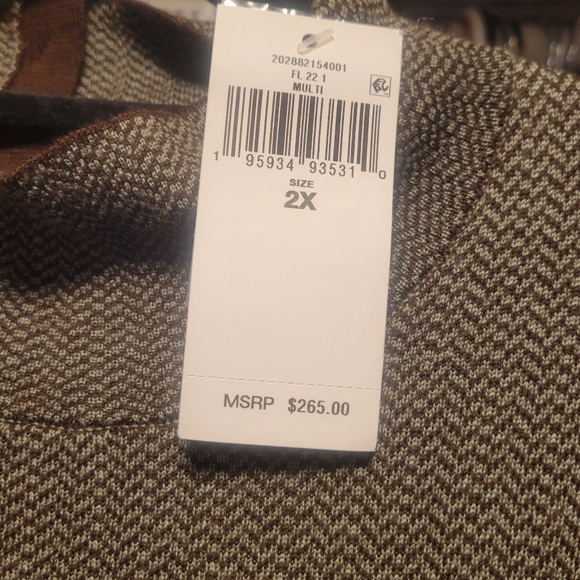 202882154001
FL 22 1
MULTI
1 95934 93531 0
SIZE
2X
MSRP $265.00